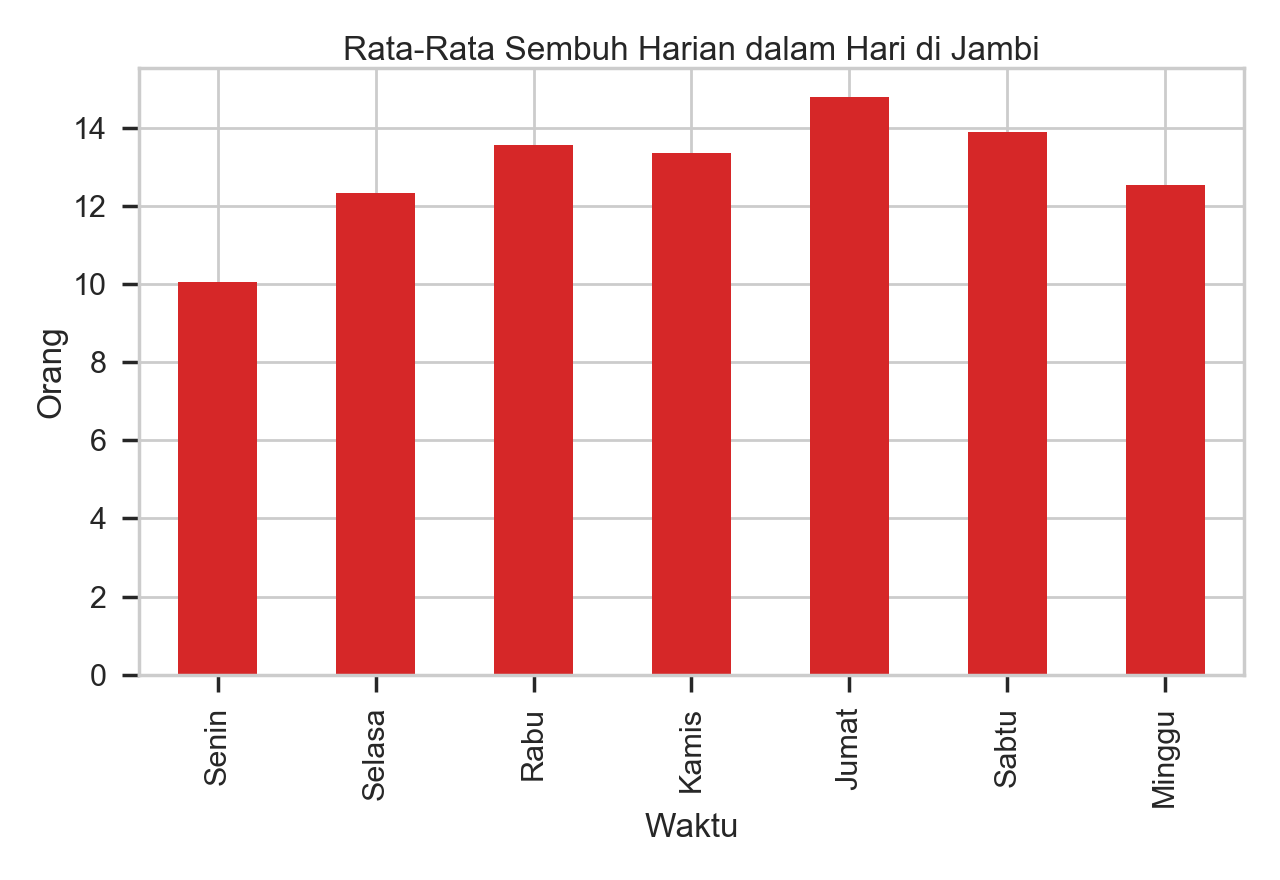 Rata-Rata Sembuh Harian dalam Hari di Jambi
14
12
10
8
6
4
2
0
Orang
Senin
Selasa
Rabu
Kamis
Jumat
Sabtu
Minggu
Waktu